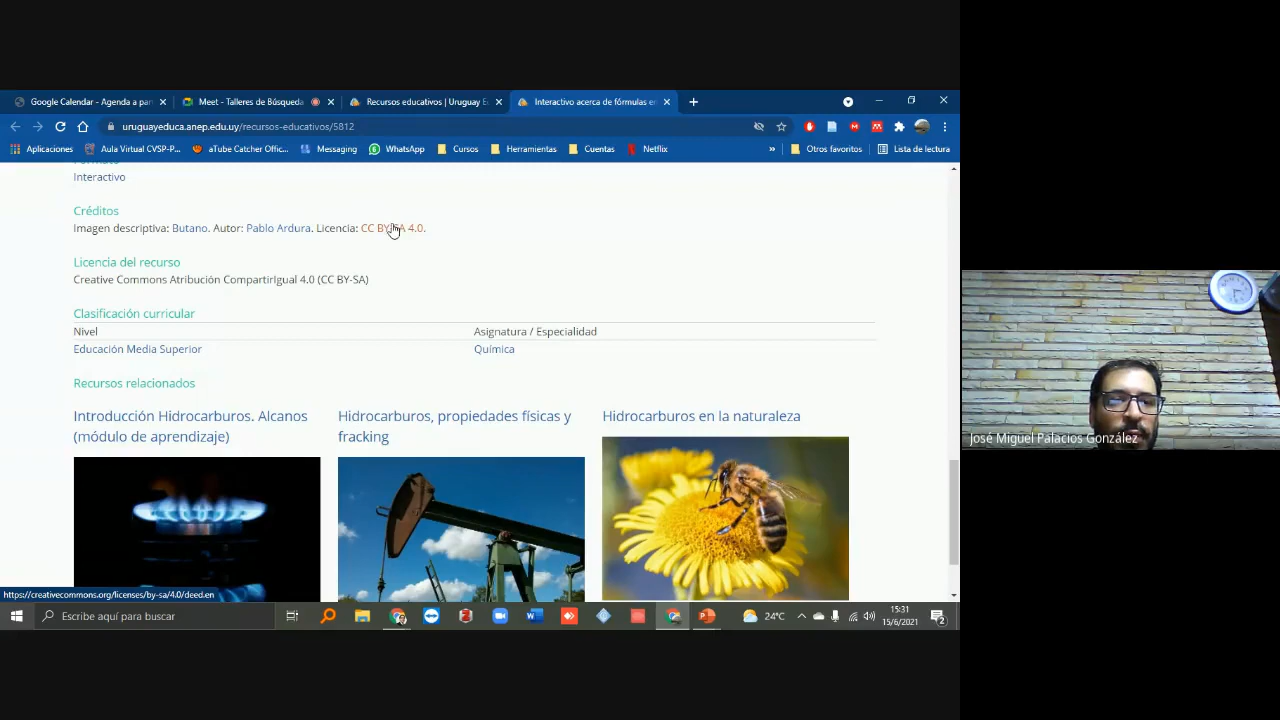 Google Calendar - Agenda a par
Meet - Talleres de Búsqueda
Recursos educativos | Uruguay E
Interactivo acerca de fórmulas en
uruguayeduca.anep.edu.uy/recursos-educativos/5812
Aplicaciones
Aula Virtual CVSP-P...
aTube Catcher Offic...
Messaging
WhatsApp
Cursos
Herramientas
Cuentas
Netflix
»
Otros favoritos
Lista de lectura
Formato
Interactivo
Créditos
Imagen descriptiva: Butano. Autor: Pablo Ardura. Licencia: CC BY-SA 4.0.
Licencia del recurso
Creative Commons Atribución CompartirIgual 4.0 (CC BY-SA)
Clasificación curricular
Nivel
Asignatura / Especialidad
Educación Media Superior
Química
Recursos relacionados
Introducción Hidrocarburos. Alcanos
(módulo de aprendizaje)
Hidrocarburos, propiedades físicas y
fracking
Hidrocarburos en la naturaleza
José Miguel Palacios González
https://creativecommons.org/licenses/by-sa/4.0/deed.en
Escribe aquí para buscar
24°C
15:31
15/6/2021
2